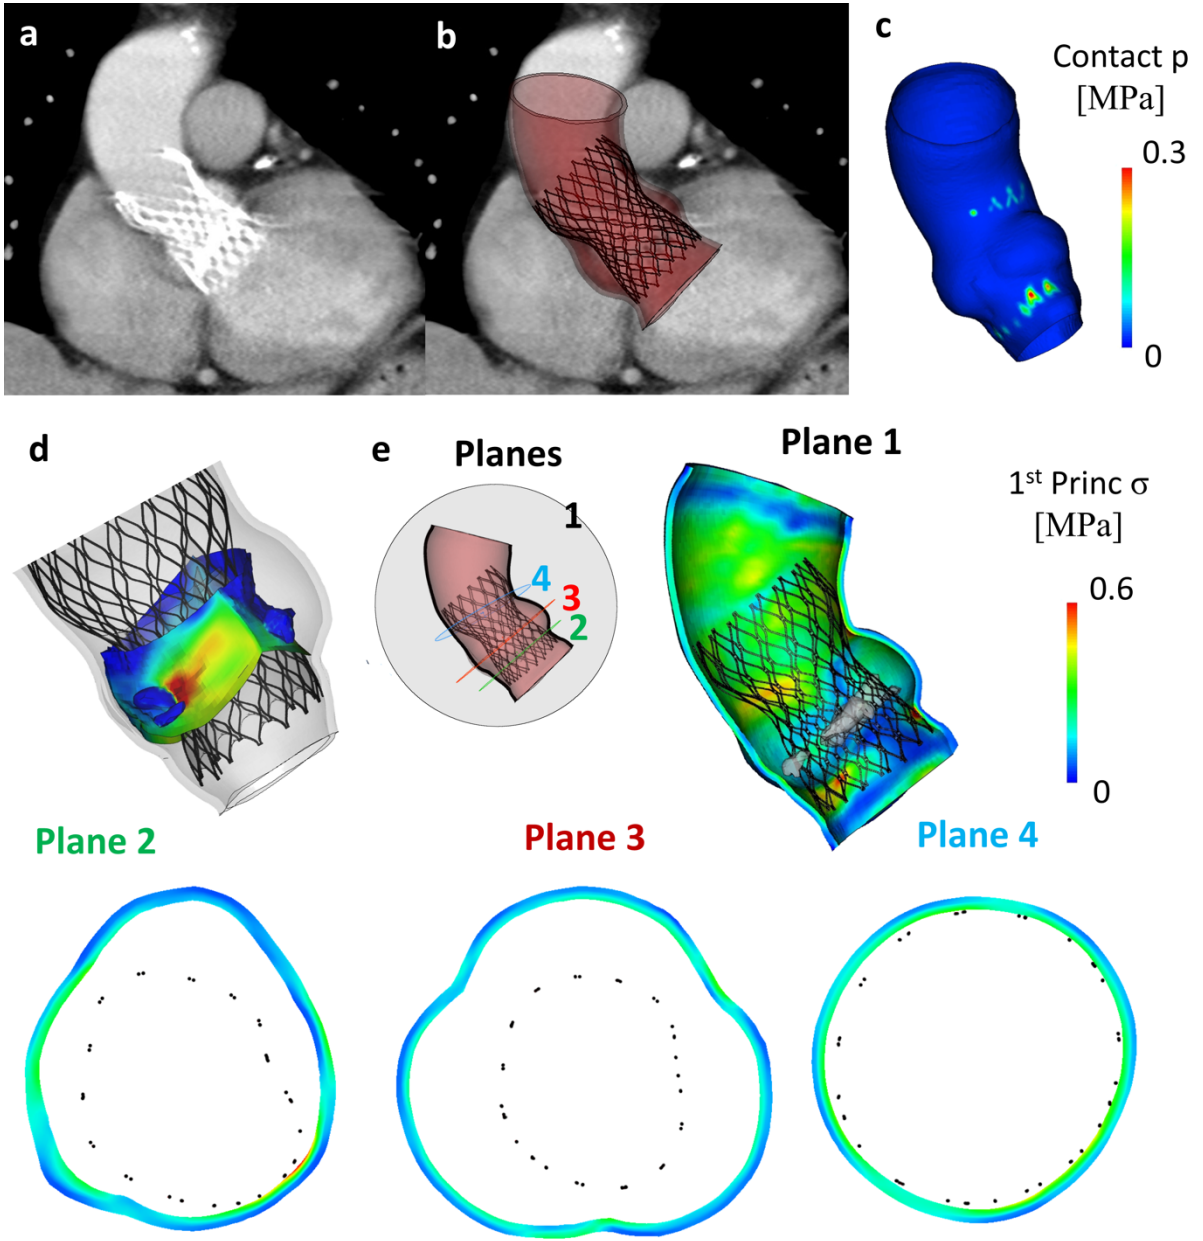 a
b
c
Contact p
[MPa]
0.3
0
d
e
Planes
1
4
3
2
Plane 1
1st Princ σ
[MPa]
0.6
0
Plane 2
Plane 3
Plane 4